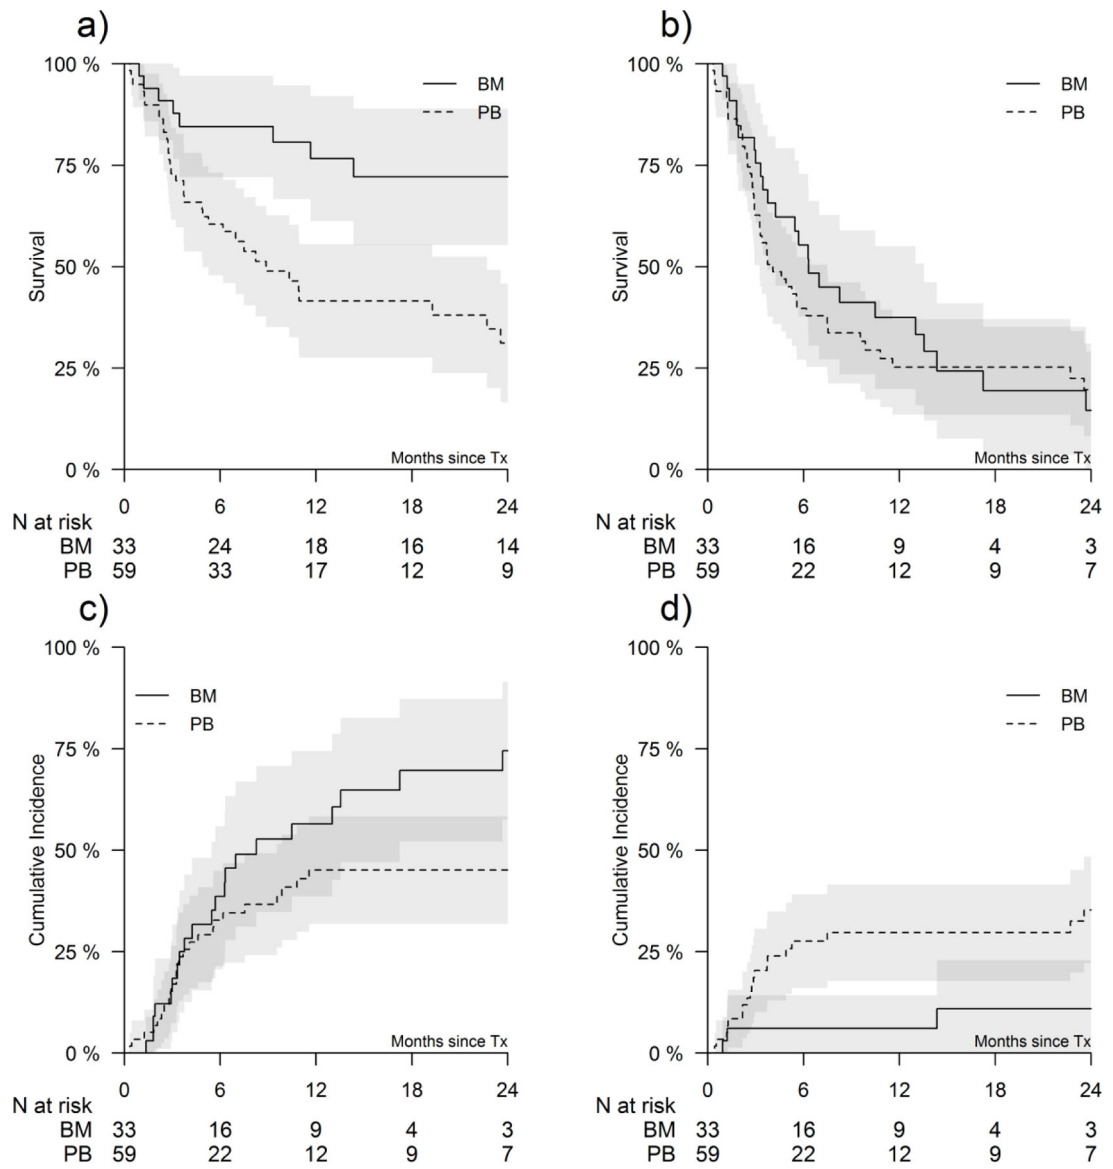 a)
100 %
75 %
50 %
25 %
0 %
Survival
BM
PB
Months since Tx
0 6 12 18 24
N at risk
BM 33 24 18 16 14
PB 59 33 17 12 9
b)
100 %
75 %
50 %
25 %
0 %
Survival
BM
PB
Months since Tx
0 6 12 18 24
N at risk
BM 33 16 9 4 3
PB 59 22 12 9 7
c)
100 %
75 %
50 %
25 %
0 %
Cumulative Incidence
BM
PB
Months since Tx
0 6 12 18 24
N at risk
BM 33 16 9 4 3
PB 59 22 12 9 7
d)
100 %
75 %
50 %
25 %
0 %
Cumulative Incidence
BM
PB
Months since Tx
0 6 12 18 24
N at risk
BM 33 16 9 4 3
PB 59 22 12 9 7